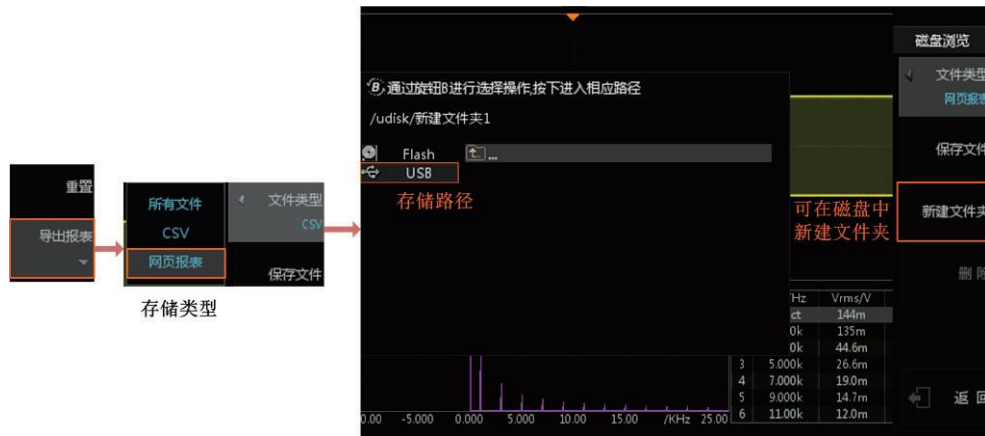 重置
导出报表
所有文件
CSV
网页报表
文件类型
CSV
保存文件
存储类型
通过旋钮B进行选择操作,按下进入相应路径
/udisk/新建文件夹1
Flash
...
USB
存储路径
可在磁盘中
新建文件夹
磁盘浏览
文件类型
网页报表
保存文件
新建文件夹
删除
返回
Hz Vrms/V
ct 144m
0k 135m
0k 44.6m
3 5.000k 26.6m
4 7.000k 19.0m
5 9.000k 14.7m
6 11.00k 12.0m
0.00 -5.000 0.000 5.000 10.00 15.00 /KHz 25.00